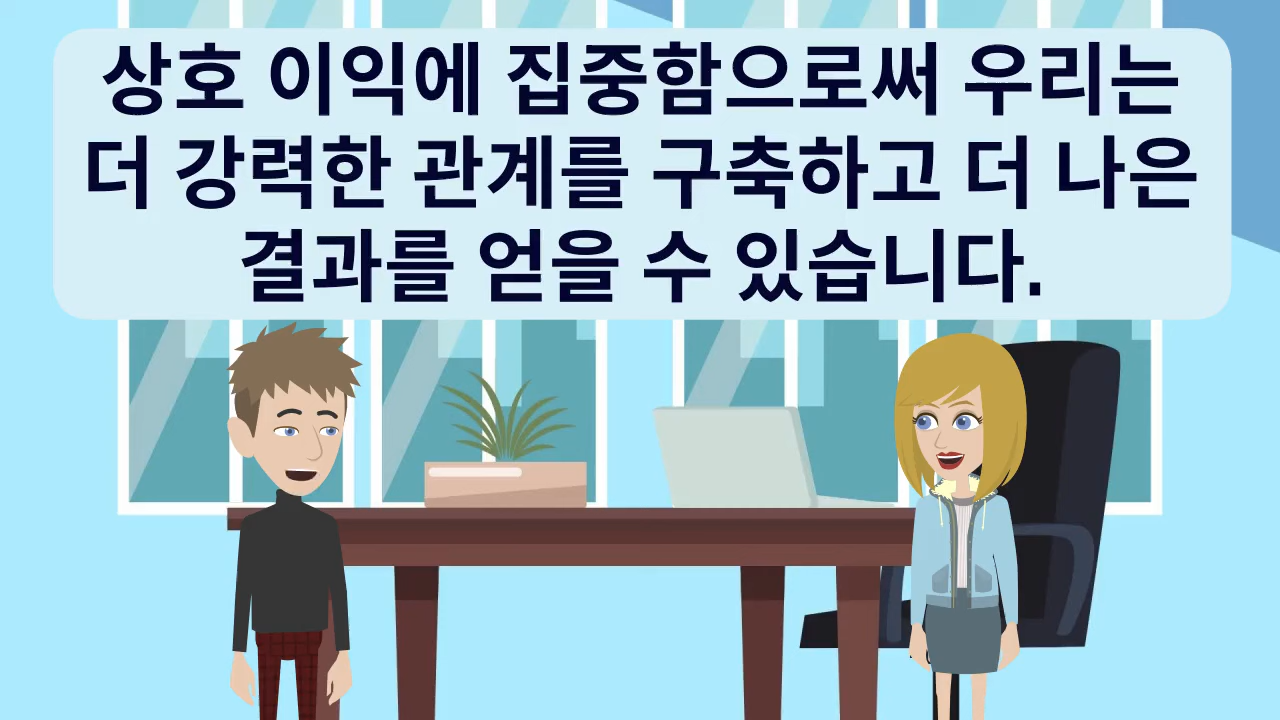 상호 이익에 집중함으로써 우리는
더 강력한 관계를 구축하고 더 나은
결과를 얻을 수 있습니다.